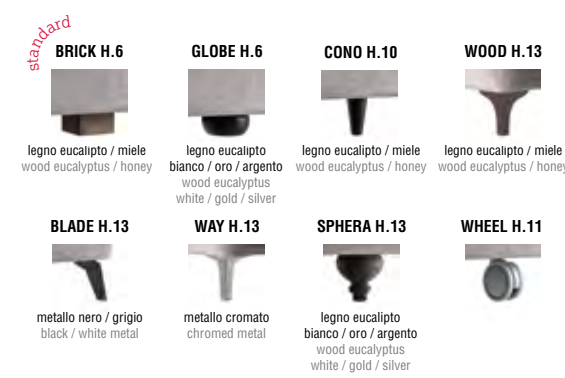 standard
BRICK H.6
legno eucalipto / miele
wood eucalyptus / honey
GLOBE H.6
legno eucalipto
bianco / oro / argento
wood eucalyptus
white / gold / silver
CONO H.10
legno eucalipto / miele
wood eucalyptus / honey
WOOD H.13
legno eucalipto / miele
wood eucalyptus / honey
BLADE H.13
metallo nero / grigio
black / white metal
WAY H.13
metallo cromato
chromed metal
SPHERA H.13
legno eucalipto
bianco / oro / argento
wood eucalyptus
white / gold / silver
WHEEL H.11